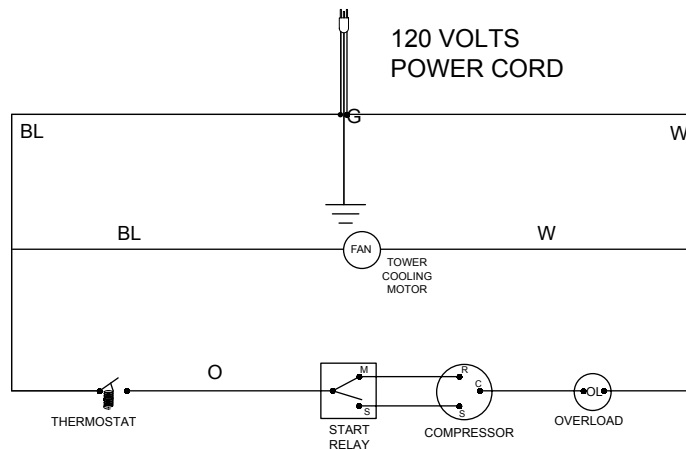 120 VOLTS
POWER CORD
G
BL
W
BL
FAN
W
TOWER
COOLING
MOTOR
O
M
S
R
C
S
OL
THERMOSTAT
START
RELAY
COMPRESSOR
OVERLOAD